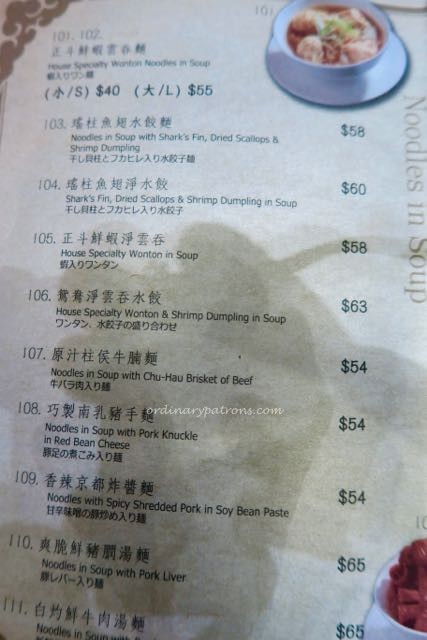 101
101. 102.
正斗鮮蝦雲吞麵
House Specialty Wonton Noodles in Soup
蝦入りワン麵
(小/S) $40 (大/L) $55
103. 瑤柱魚翅水餃麵 $58
Noodles in Soup with Shark's Fin, Dried Scallops &
Shrimp Dumpling
干し貝柱とフカヒレ入り水餃子麵
104. 瑤柱魚翅淨水餃 $60
Shark's Fin, Dried Scallops & Shrimp Dumpling in Soup
干し貝柱とフカヒレ入り水餃子
105. 正斗鮮蝦淨雲吞 $58
House Specialty Wonton in Soup
蝦入りワンタン
106. 鴛鴦淨雲吞水餃 $63
House Specialty Wonton & Shrimp Dumpling in Soup
ワンタン、水餃子の盛り合わせ
107. 原汁柱侯牛腩麵 $54
Noodles in Soup with Chu-Hau Brisket of Beef
牛バラ肉入り麵
108. 巧製南乳豬手麵 $54
Noodles in Soup with Pork Knuckle
in Red Bean Cheese
豚足の煮こみ入り麵
109. 香辣京都炸醬麵 $54
Noodles with Spicy Shredded Pork in Soy Bean Paste
甘辛味噌の豚炒め入り麵
110. 爽脆鮮豬膶湯麵 $65
Noodles in Soup with Pork Liver
豚レバー入り麵
111. 白灼鮮牛肉湯麵 $65
Noodles in Soup
Noodles in Soup
ordinarypatrons.com